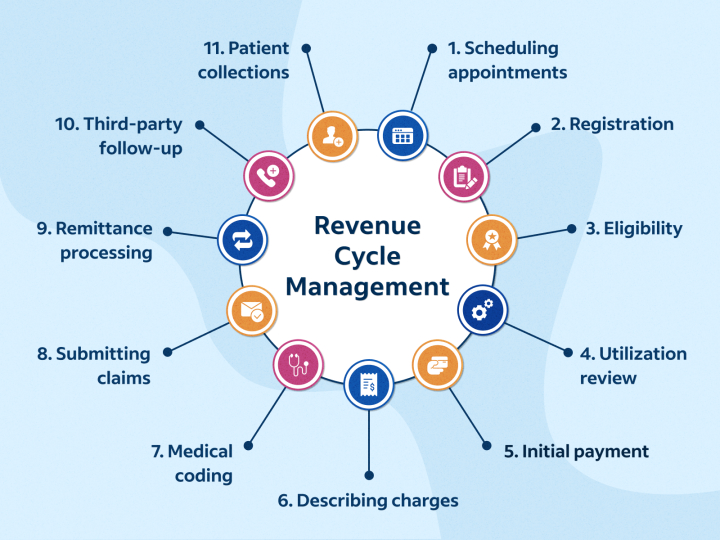 Revenue
Cycle
Management
1. Scheduling
appointments
2. Registration
3. Eligibility
4. Utilization
review
5. Initial payment
6. Describing charges
7. Medical
coding
8. Submitting
claims
9. Remittance
processing
10. Third-party
follow-up
11. Patient
collections
$